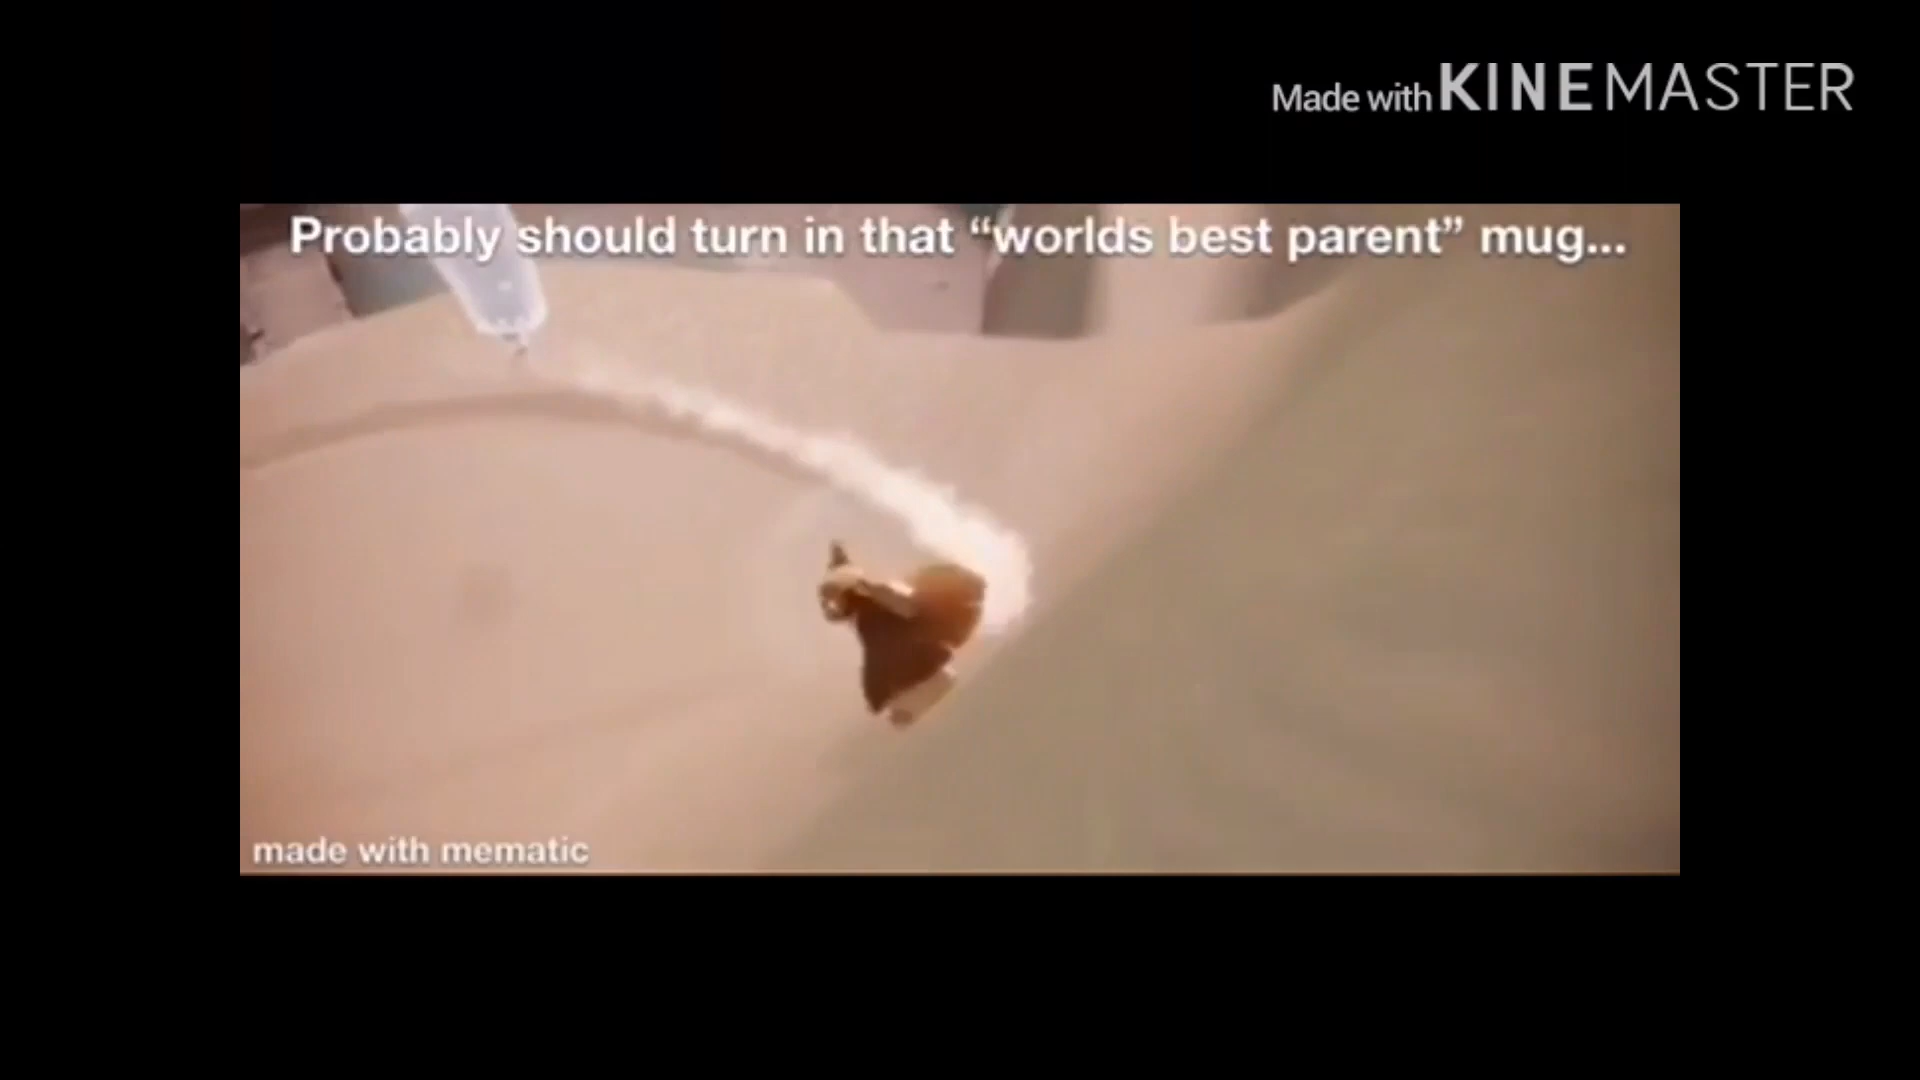 Made with KINEMASTER
Probably should turn in that “worlds best parent” mug...
made with mematic